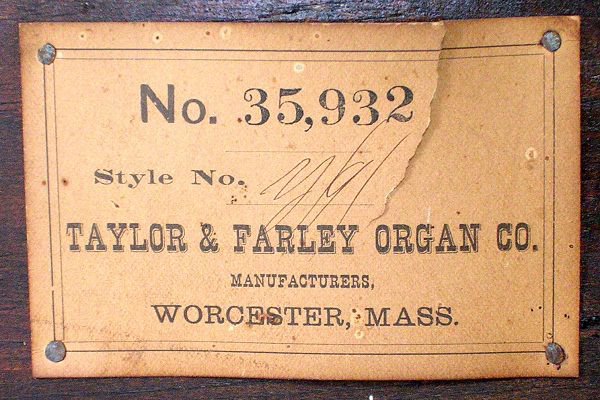 No. 35,932
Style No.
TAYLOR & FARLEY ORGAN CO.
MANUFACTURERS,
WORCESTER, MASS.